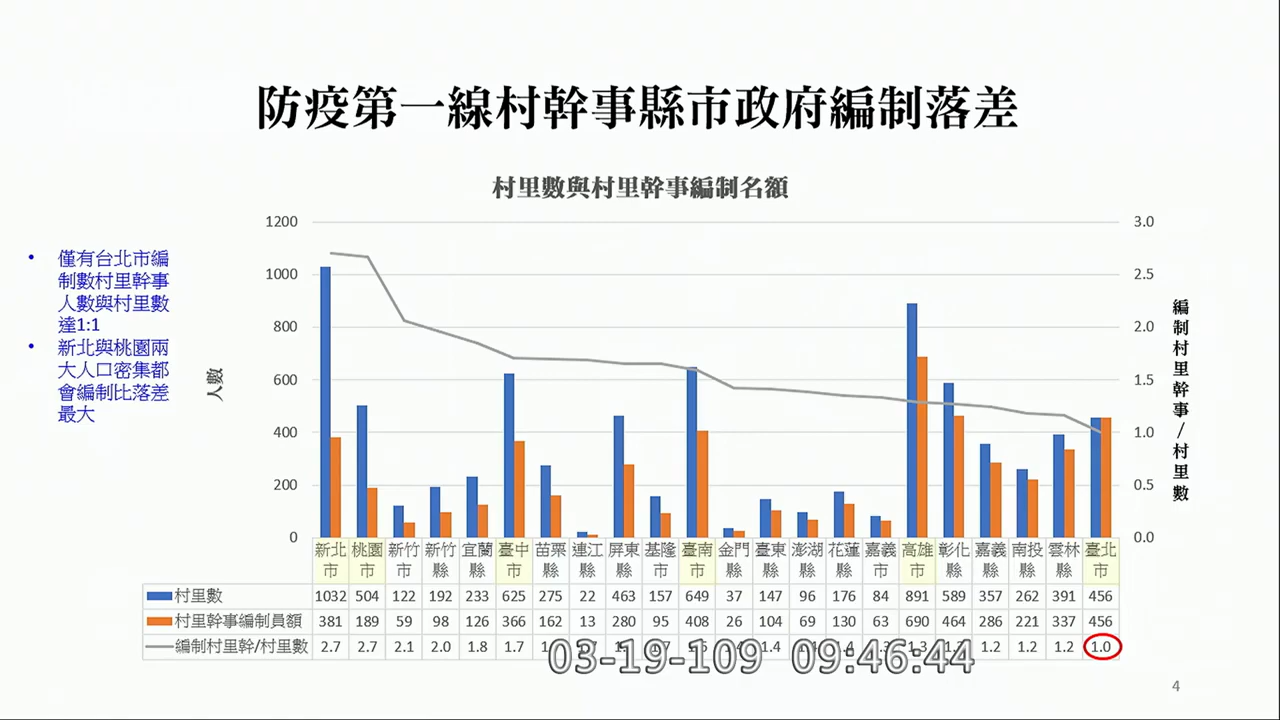 防疫第一線村幹事縣市政府編制落差
村里數與村里幹事編制名額
• 僅有台北市編
制數村里幹事
人數與村里數
達1:1
• 新北與桃園兩
大人口密集都
會編制比落差
最大
人數
1200
1000
800
600
400
200
0
3.0
2.5
2.0
1.5
1.0
0.5
0.0
編制村里幹事/村里數
新北市 桃園市 新竹市 新竹縣 宜蘭縣 臺中市 苗栗縣 連江縣 屏東縣 基隆市 臺南市 金門縣 臺東縣 澎湖縣 花蓮縣 嘉義市 高雄市 彰化縣 嘉義縣 南投縣 雲林縣 臺北市
村里數 1032 504 122 192 233 625 275 22 463 157 649 37 147 96 176 84 891 589 357 262 391 456
村里幹事編制員額 381 189 59 98 126 366 162 13 280 95 408 26 104 69 130 63 690 464 286 221 337 456
編制村里幹/村里數 2.7 2.7 2.1 2.0 1.8 1.7 1.4 1.2 1.2 1.2 1.0
03-19-109 09:46:44
4